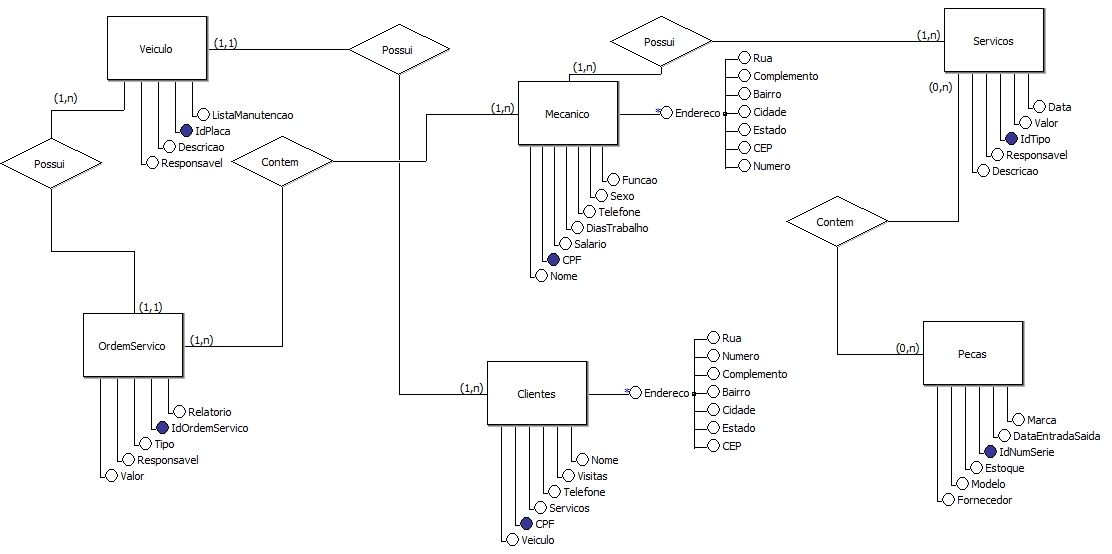 Veiculo
(1,1)
(1,n)
ListaManutencao
IdPlaca
Descricao
Responsavel
Possui
Possui
Contem
(1,n)
Mecanico
(1,n)
Possui
(1,n)
Servicos
(0,n)
*
Endereco
Rua
Complemento
Bairro
Cidade
Estado
CEP
Numero
Funcao
Sexo
Telefone
DiasTrabalho
Salario
CPF
Nome
Data
Valor
IdTipo
Responsavel
Descricao
Contem
(0,n)
Pecas
Marca
DataEntradaSaida
IdNumSerie
Estoque
Modelo
Fornecedor
(1,1)
OrdemServico
(1,n)
Relatorio
IdOrdemServico
Tipo
Responsavel
Valor
(1,n)
Clientes
*
Endereco
Rua
Numero
Complemento
Bairro
Cidade
Estado
CEP
Nome
Visitas
Telefone
Servicos
CPF
Veiculo